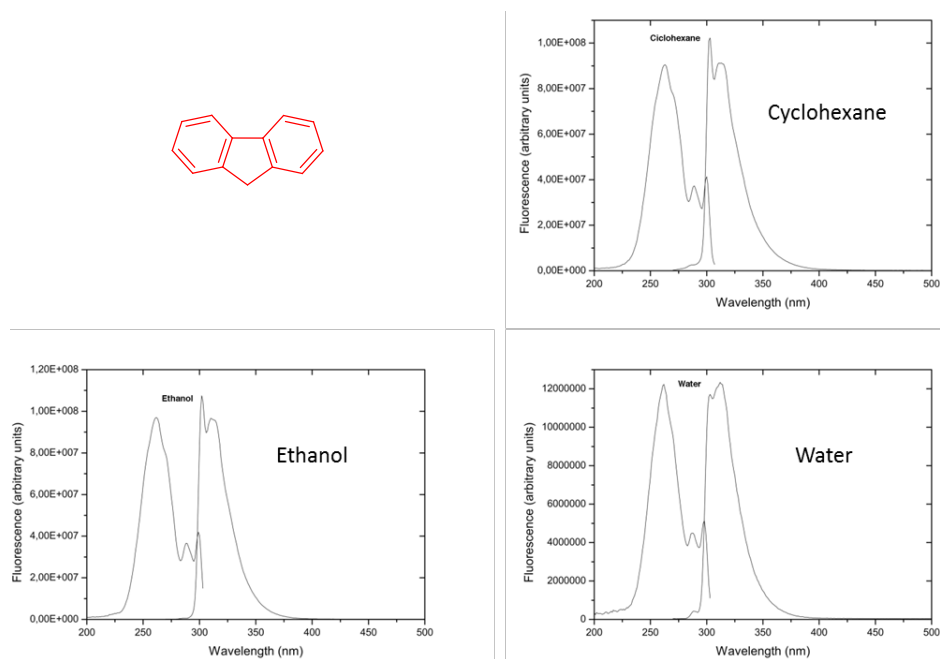 Ciclohexane
Cyclohexane
1,00E+008
8,00E+007
6,00E+007
4,00E+007
2,00E+007
0,00E+000
Fluorescence (arbitrary units)
200 250 300 350 400 450 500
Wavelength (nm)
Ethanol
Ethanol
1,20E+008
1,00E+008
8,00E+007
6,00E+007
4,00E+007
2,00E+007
0,00E+000
Fluorescence (arbitrary units)
200 250 300 350 400 450 500
Wavelength (nm)
Water
Water
12000000
10000000
8000000
6000000
4000000
2000000
0
Fluorescence (arbitrary units)
200 250 300 350 400 450 500
Wavelength (nm)